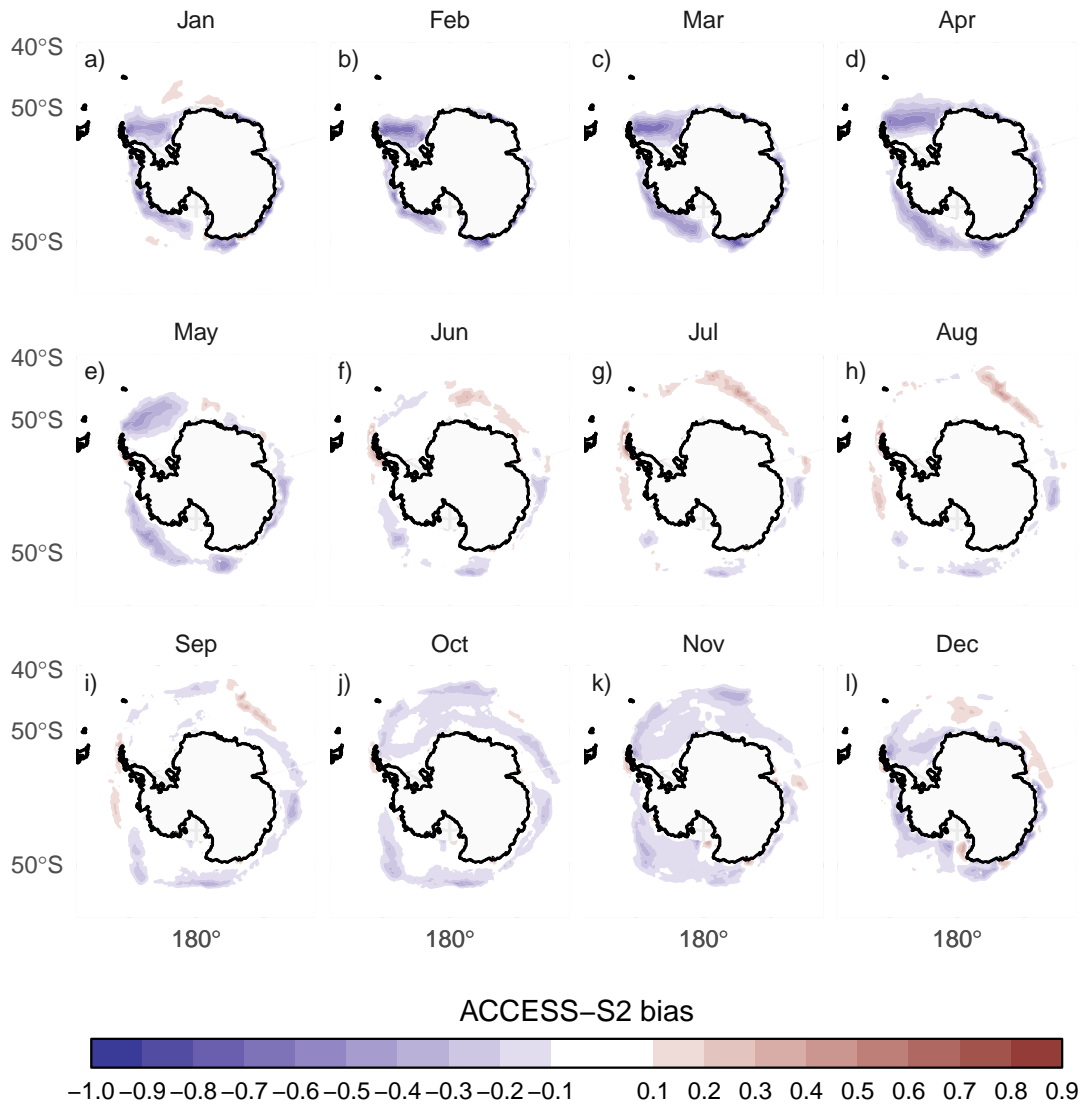 Jan Feb Mar Apr
40°S a) b) c) d)
50°S
50°S
May Jun Jul Aug
40°S e) f) g) h)
50°S
50°S
Sep Oct Nov Dec
40°S i) j) k) l)
50°S
50°S
180° 180° 180° 180°
ACCESS−S2 bias
−1.0 −0.9 −0.8 −0.7 −0.6 −0.5 −0.4 −0.3 −0.2 −0.1 0.1 0.2 0.3 0.4 0.5 0.6 0.7 0.8 0.9